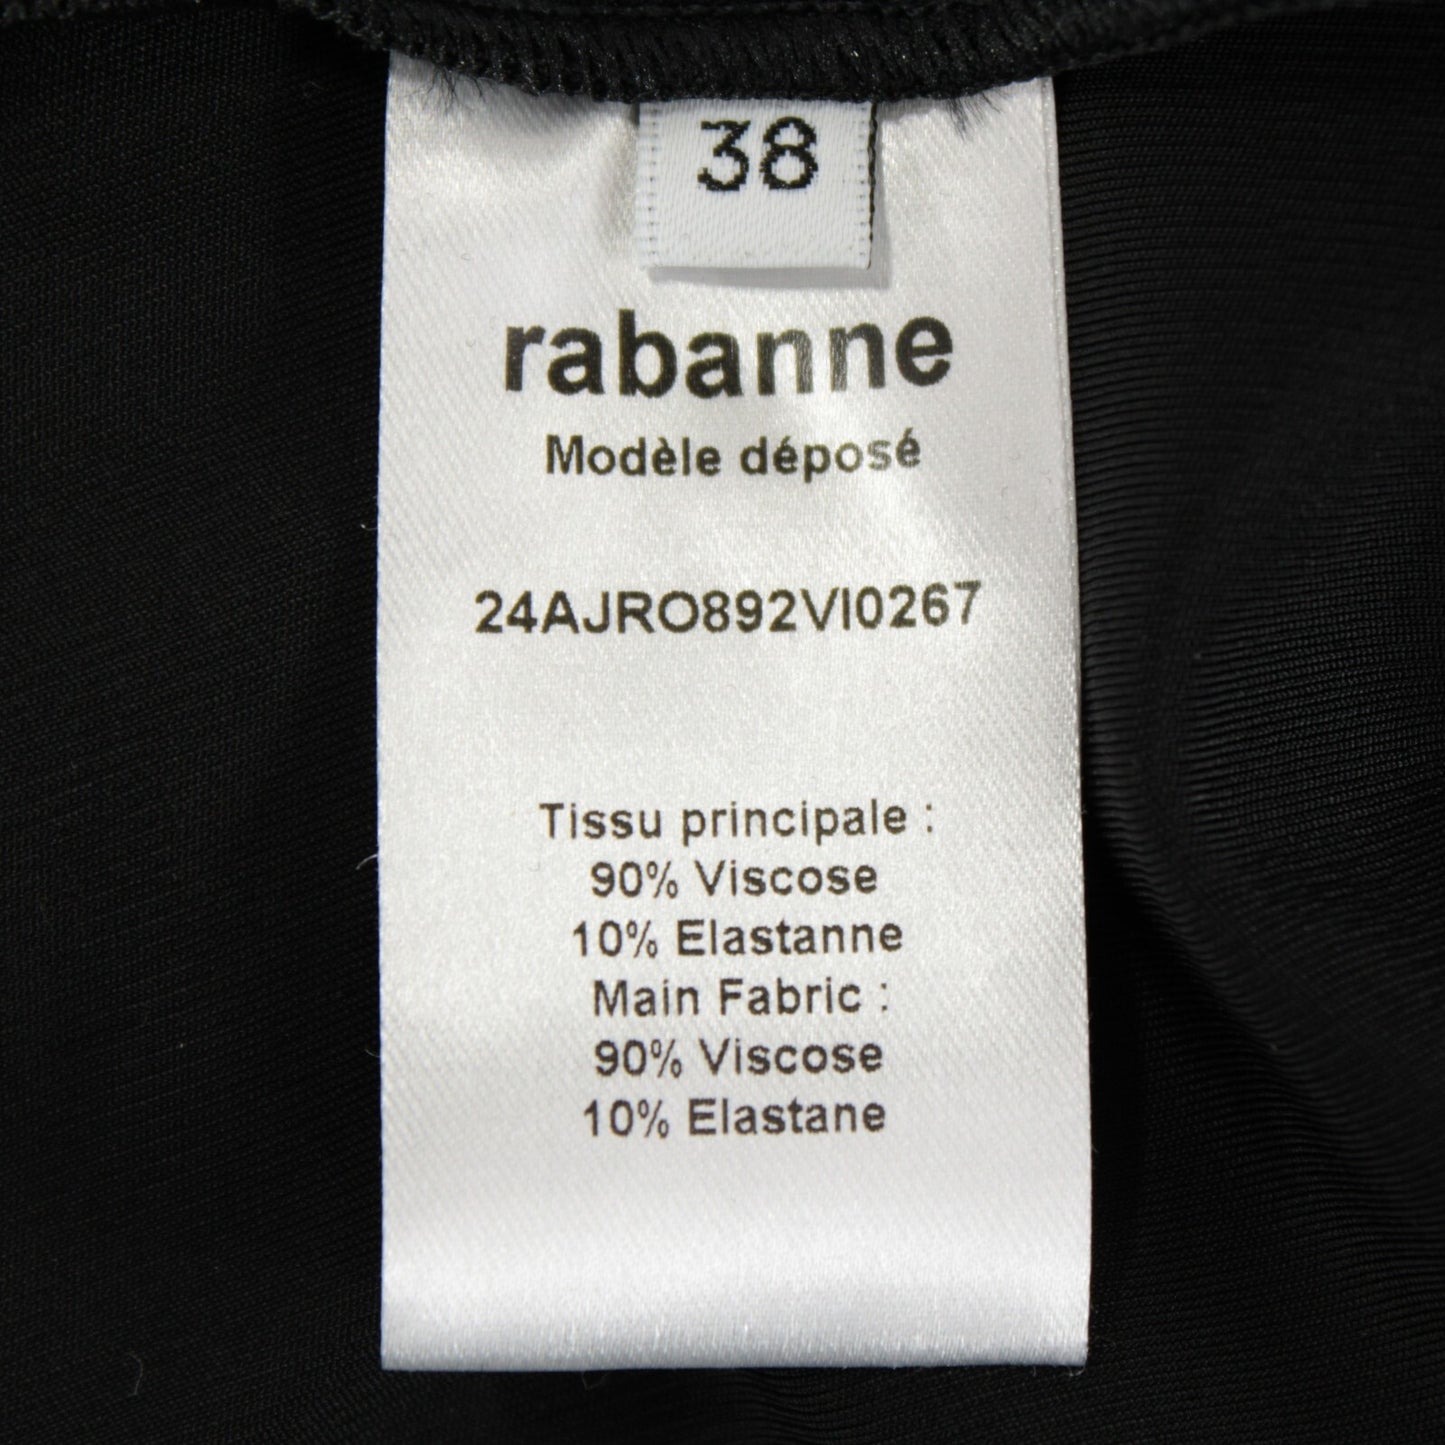 38
rabanne
Modèle déposé
24AJRO892VI0267
Tissu principale :
90% Viscose
10% Elastanne
Main Fabric :
90% Viscose
10% Elastane